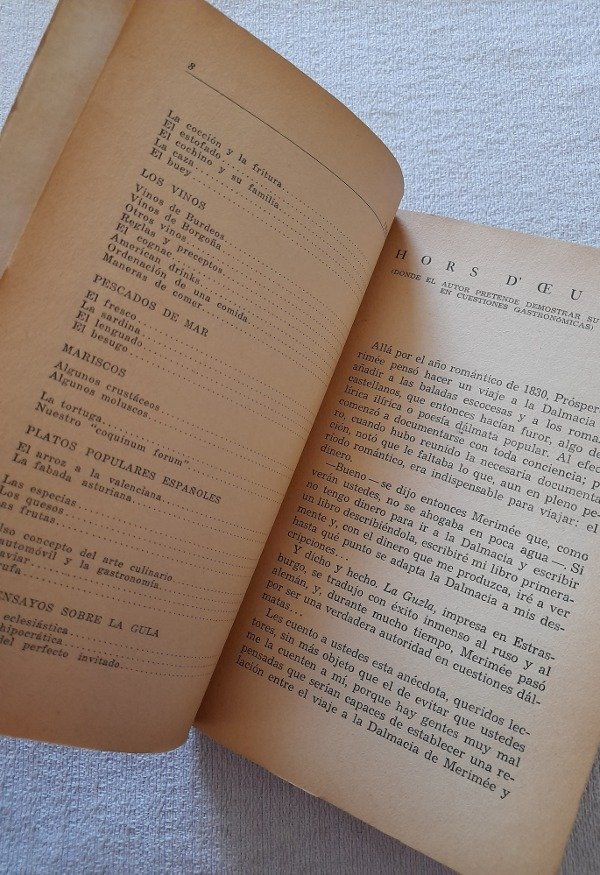 8
La cocción y la fritura
El estofado
El cochino y su familia
La caza
El buey
LOS VINOS
Vinos de Burdeos
Vinos de Borgoña
Otros vinos
Reglas y preceptos
El cognac
American drinks
Ordenación de una comida
Maneras de comer
PESCADOS DE MAR
El fresco
La sardina
El lenguado
El besugo
MARISCOS
Algunos crustáceos
Algunos moluscos
La tortuga
Nuestro "coquinum forum"
PLATOS POPULARES ESPAÑOLES
El arroz a la valenciana
La fabada asturiana
Las especias
Los quesos
as frutas
lso concepto del arte culinario
automóvil y la gastronomía
aviar
rufa
ENSAYOS SOBRE LA GULA
eclesiástica
hipocrática
del perfecto invitado
HORS D'ŒU
(DONDE EL AUTOR PRETENDE DEMOSTRAR SU
EN CUESTIONES GASTRONOMICAS)
Allá por el año romántico de 1830, Prósper
rimée pensó hacer un viaje a la Dalmacia
añadir a las baladas escocesas y a los roma
castellanos, que entonces hacían furor, algo de
lírica ilírica o poesía dálmata popular. Al efec
comenzó a documentarse con toda conciencia; p
ro, cuando hubo reunido la necesaria documenta
ción, notó que le faltaba lo que, aun en pleno pe-
ríodo romántico, era indispensable para viajar: el
dinero.
—Bueno— se dijo entonces Merimée que, como
verán ustedes, no se ahogaba en poca agua—. Si
no tengo dinero para ir a la Dalmacia y escribir
un libro describiéndola, escribiré mi libro primera-
mente y, con el dinero que me produzca, iré a ver
hasta qué punto se adapta la Dalmacia a mis des-
cripciones.
Y dicho y hecho. La Guzla, impresa en Estras-
burgo, se tradujo con éxito inmenso al ruso y al
alemán, y, durante mucho tiempo, Merimée pasó
por ser una verdadera autoridad en cuestiones dál-
matas...
Les cuento a ustedes esta anécdota, queridos lec-
tores, sin más objeto que el de evitar que ustedes
me la cuenten a mí, porque hay gentes muy mal
pensadas que serían capaces de establecer una re-
lación entre el viaje a la Dalmacia de Merimée y